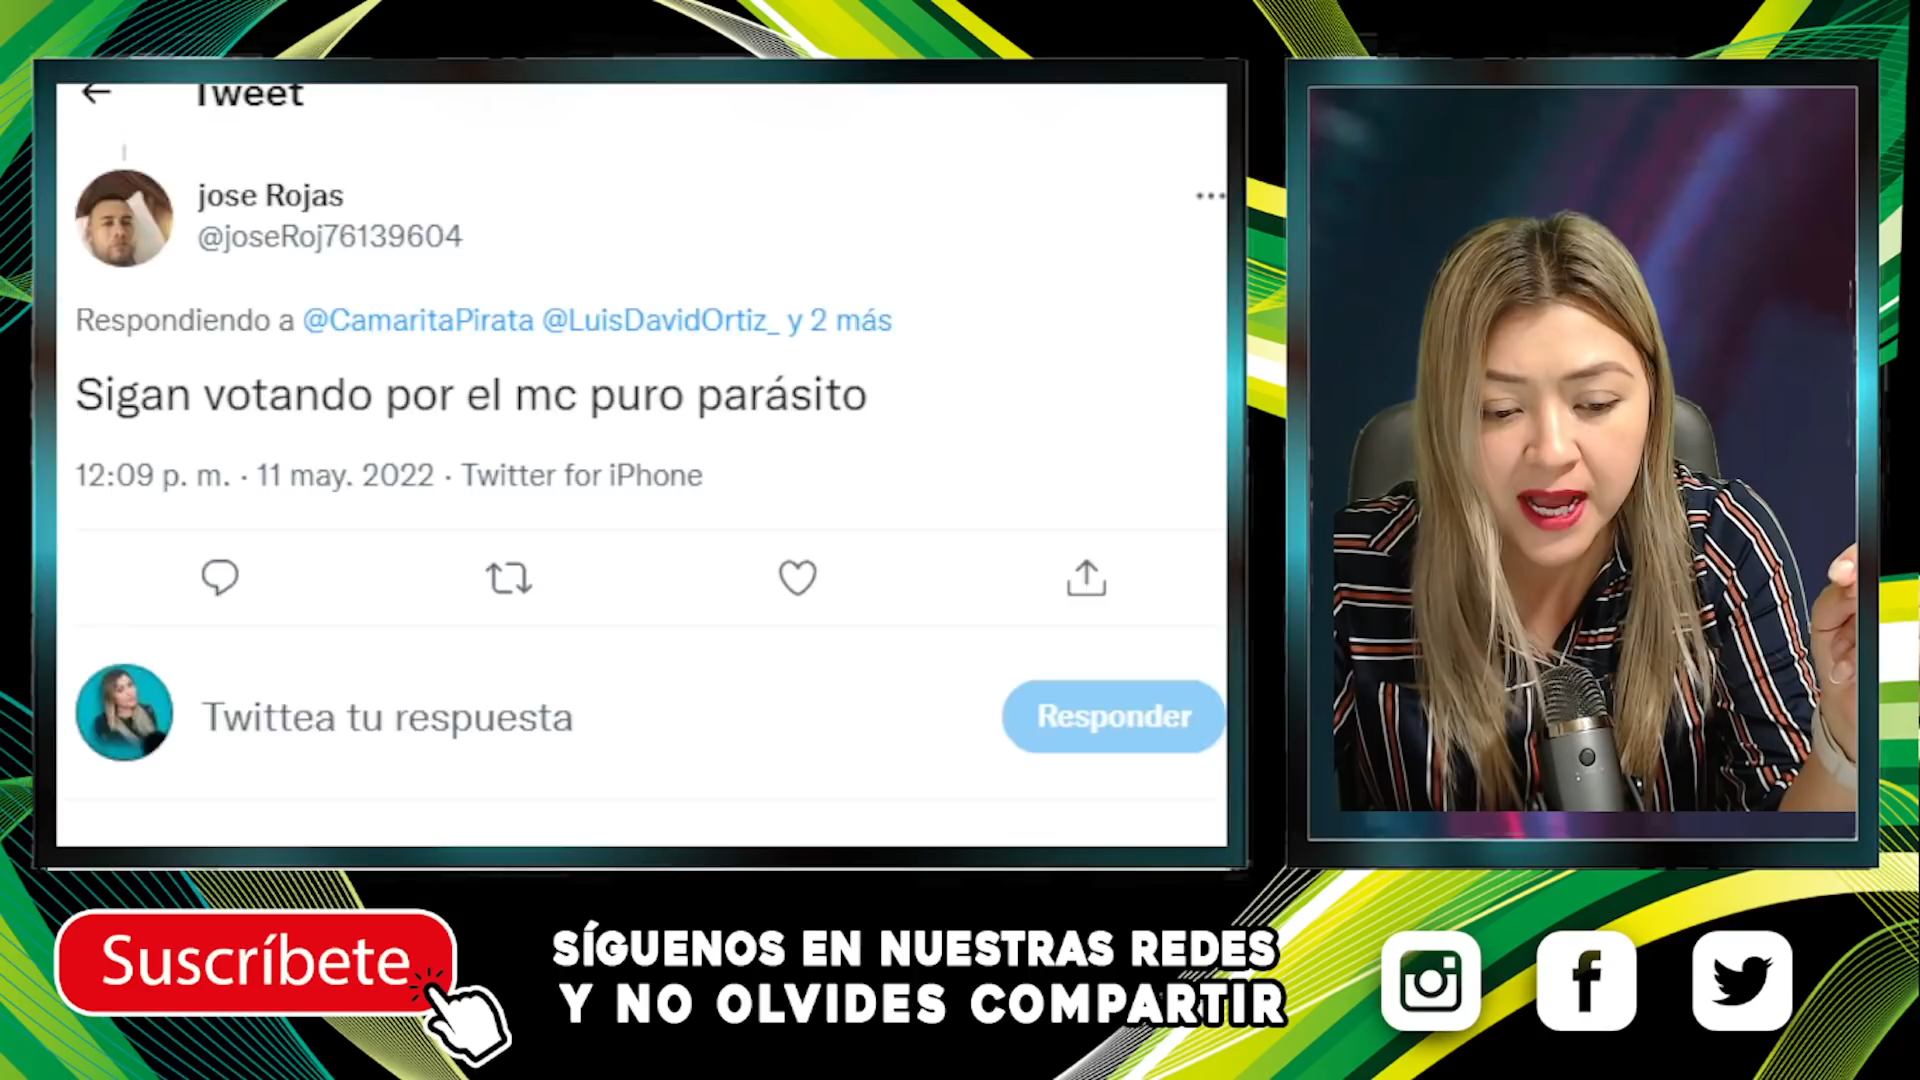 Tweet
jose Rojas
@joseRoj76139604
Respondiendo a @CamaritaPirata @LuisDavidOrtiz_ y 2 más
Sigan votando por el mc puro parásito
12:09 p. m. · 11 may. 2022 · Twitter for iPhone
Twittea tu respuesta
Responder
Suscríbete
SÍGUENOS EN NUESTRAS REDES
Y NO OLVIDES COMPARTIR